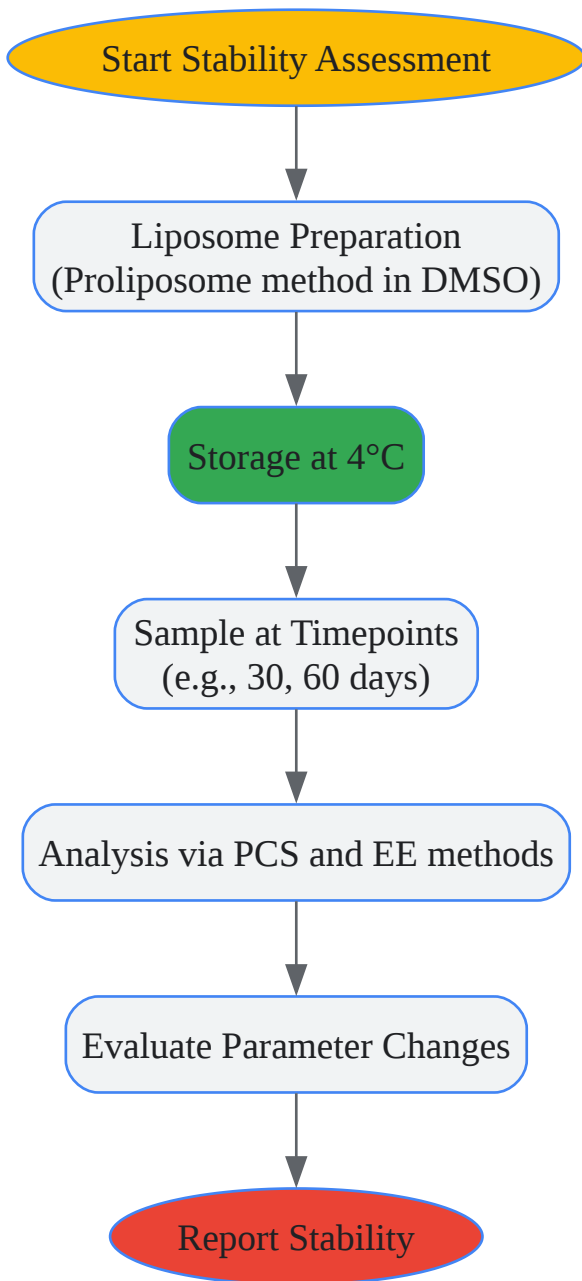 Start Stability Assessment
Liposome Preparation
(Proliposome method in DMSO)
Storage at 4°C
Sample at Timepoints
(e.g., 30, 60 days)
Analysis via PCS and EE methods
Evaluate Parameter Changes
Report Stability